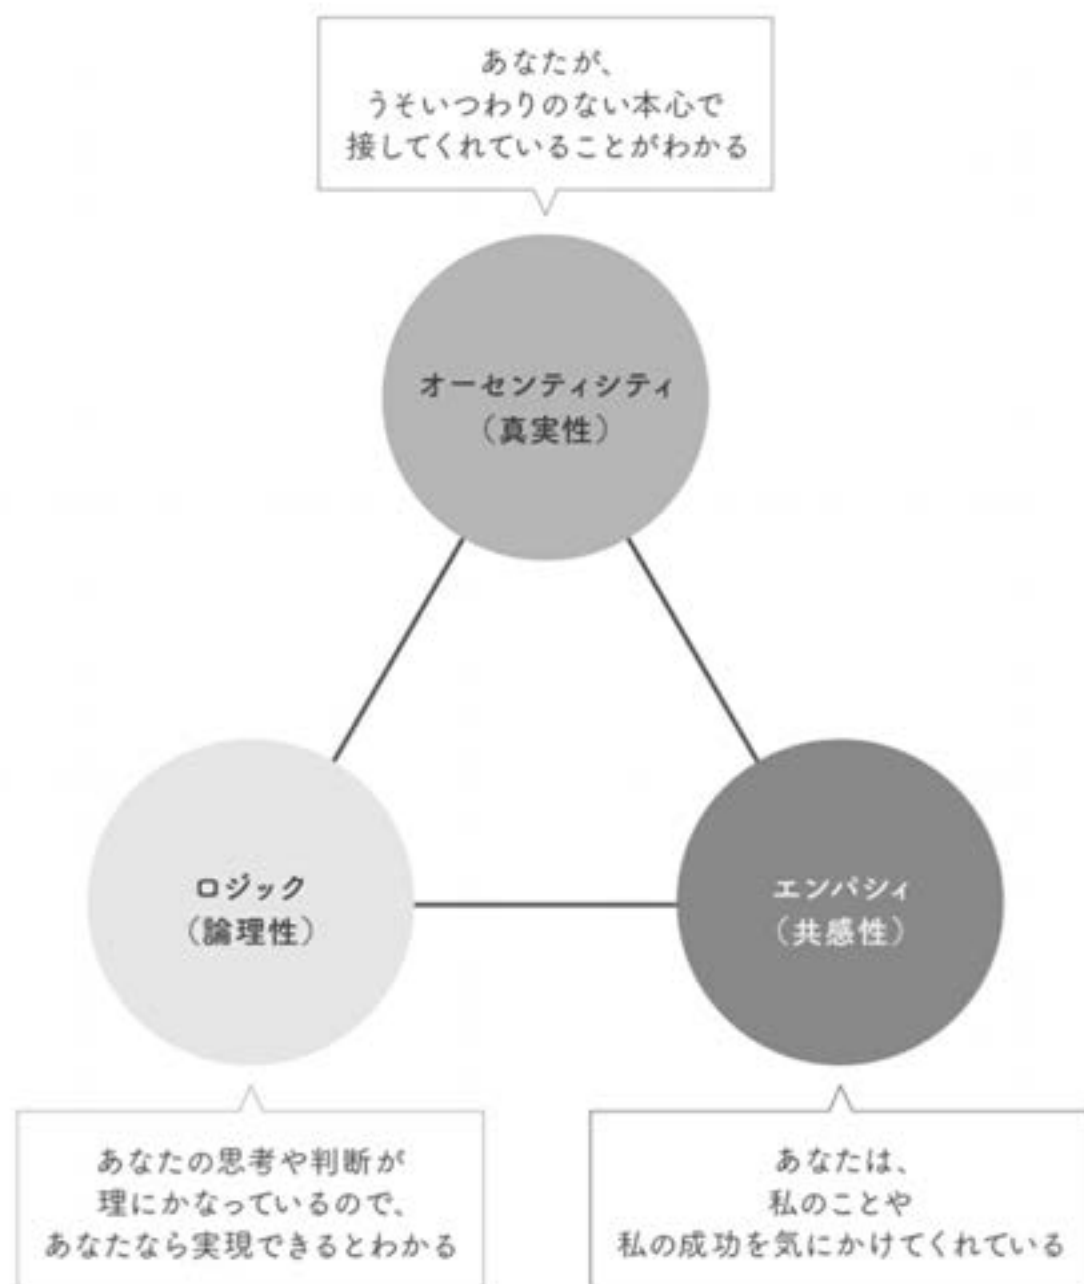 あなたが、
うそいつわりのない本心で
接してくれていることがわかる
オーセンティシティ
（真実性）
ロジック
（論理性）
エンパシィ
（共感性）
あなたの思考や判断が
理にかなっているので、
あなたなら実現できるとわかる
あなたは、
私のことや
私の成功を気にかけてくれている